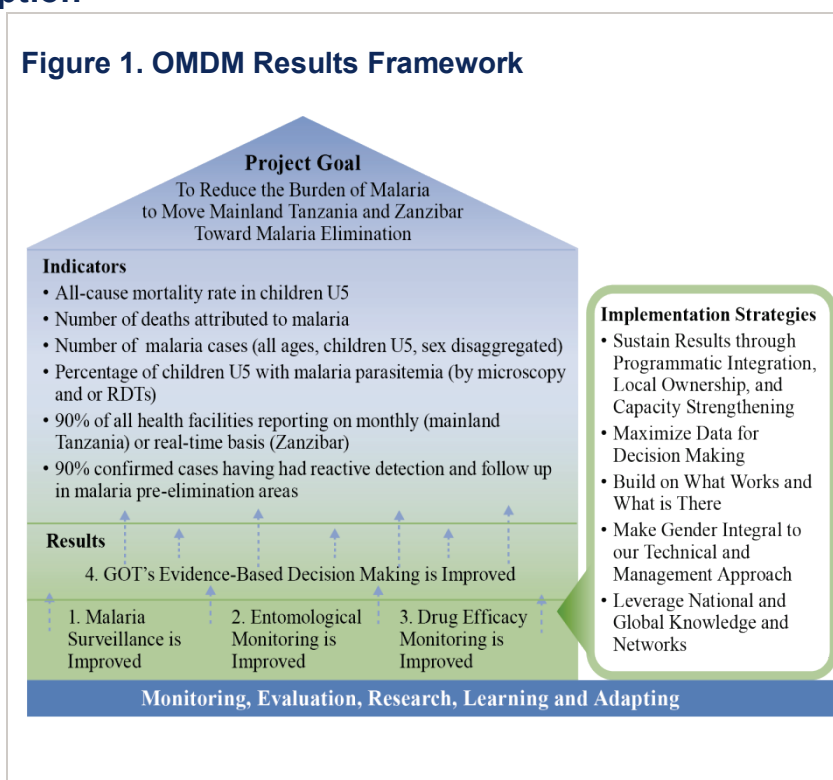 Figure 1. OMDM Results Framework
Project Goal
To Reduce the Burden of Malaria
to Move Mainland Tanzania and Zanzibar
Toward Malaria Elimination
Indicators
• All-cause mortality rate in children U5
• Number of deaths attributed to malaria
• Number of malaria cases (all ages, children U5, sex disaggregated)
• Percentage of children U5 with malaria parasitemia (by microscopy
and or RDTs)
• 90% of all health facilities reporting on monthly (mainland
Tanzania) or real-time basis (Zanzibar)
• 90% confirmed cases having had reactive detection and follow up
in malaria pre-elimination areas
Results
4. GOT's Evidence-Based Decision Making is Improved
1. Malaria
Surveillance is
Improved
2. Entomological
Monitoring is
Improved
3. Drug Efficacy
Monitoring is
Improved
Implementation Strategies
• Sustain Results through
Programmatic Integration,
Local Ownership, and
Capacity Strengthening
• Maximize Data for
Decision Making
• Build on What Works and
What is There
• Make Gender Integral to
our Technical and
Management Approach
• Leverage National and
Global Knowledge and
Networks
Monitoring, Evaluation, Research, Learning and Adapting